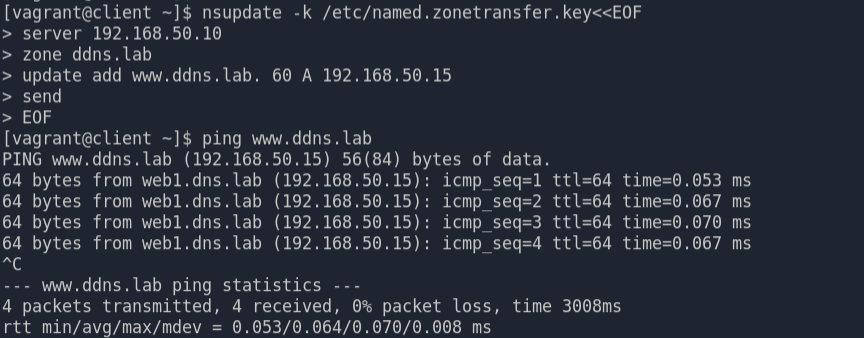 [vagrant@client ~]$ nsupdate -k /etc/named.zonetransfer.key<<EOF
> server 192.168.50.10
> zone ddns.lab
> update add www.ddns.lab. 60 A 192.168.50.15
> send
> EOF
[vagrant@client ~]$ ping www.ddns.lab
PING www.ddns.lab (192.168.50.15) 56(84) bytes of data.
64 bytes from web1.dns.lab (192.168.50.15): icmp_seq=1 ttl=64 time=0.053 ms
64 bytes from web1.dns.lab (192.168.50.15): icmp_seq=2 ttl=64 time=0.067 ms
64 bytes from web1.dns.lab (192.168.50.15): icmp_seq=3 ttl=64 time=0.070 ms
64 bytes from web1.dns.lab (192.168.50.15): icmp_seq=4 ttl=64 time=0.067 ms
^C
--- www.ddns.lab ping statistics ---
4 packets transmitted, 4 received, 0% packet loss, time 3008ms
rtt min/avg/max/mdev = 0.053/0.064/0.070/0.008 ms